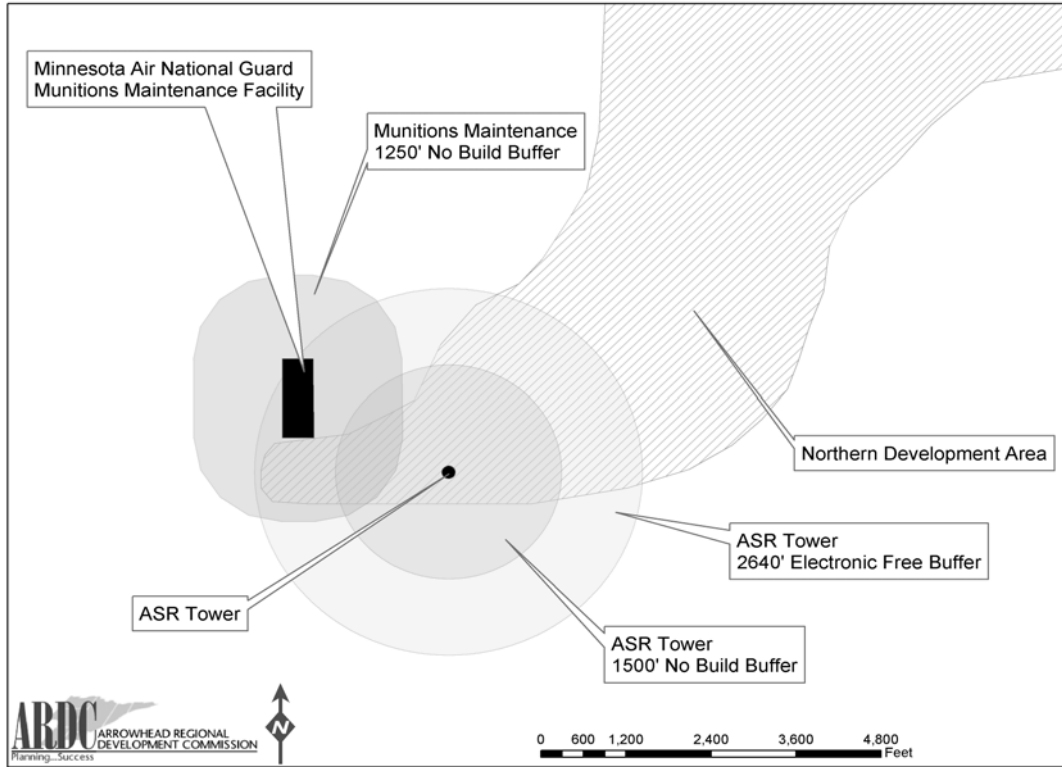 Minnesota Air National Guard
Munitions Maintenance Facility
Munitions Maintenance
1250' No Build Buffer
Northern Development Area
ASR Tower
2640' Electronic Free Buffer
ASR Tower
ASR Tower
1500' No Build Buffer
ARDC
ARROWHEAD REGIONAL
DEVELOPMENT COMMISSION
Planning...Success
N
0 600 1,200 2,400 3,600 4,800
Feet